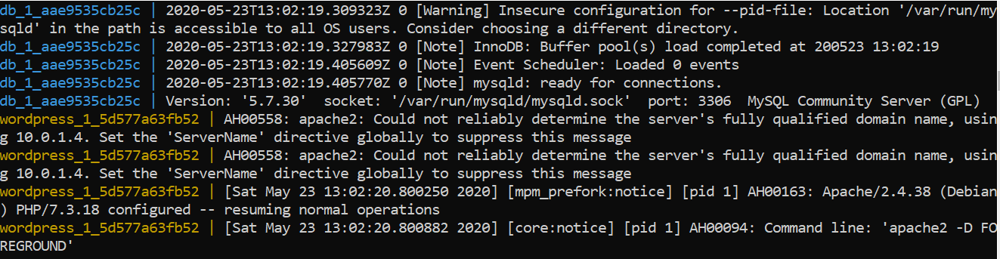 db_1_aae9535cb25c | 2020-05-23T13:02:19.309323Z 0 [Warning] Insecure configuration for --pid-file: Location '/var/run/my
sqld' in the path is accessible to all OS users. Consider choosing a different directory.
db_1_aae9535cb25c | 2020-05-23T13:02:19.327983Z 0 [Note] InnoDB: Buffer pool(s) load completed at 200523 13:02:19
db_1_aae9535cb25c | 2020-05-23T13:02:19.405609Z 0 [Note] Event Scheduler: Loaded 0 events
db_1_aae9535cb25c | 2020-05-23T13:02:19.405770Z 0 [Note] mysqld: ready for connections.
db_1_aae9535cb25c | Version: '5.7.30'  socket: '/var/run/mysqld/mysqld.sock'  port: 3306  MySQL Community Server (GPL)
wordpress_1_5d577a63fb52 | AH00558: apache2: Could not reliably determine the server's fully qualified domain name, usin
g 10.0.1.4. Set the 'ServerName' directive globally to suppress this message
wordpress_1_5d577a63fb52 | AH00558: apache2: Could not reliably determine the server's fully qualified domain name, usin
g 10.0.1.4. Set the 'ServerName' directive globally to suppress this message
wordpress_1_5d577a63fb52 | [Sat May 23 13:02:20.800250 2020] [mpm_prefork:notice] [pid 1] AH00163: Apache/2.4.38 (Debian
) PHP/7.3.18 configured -- resuming normal operations
wordpress_1_5d577a63fb52 | [Sat May 23 13:02:20.800882 2020] [core:notice] [pid 1] AH00094: Command line: 'apache2 -D FO
REGROUND'